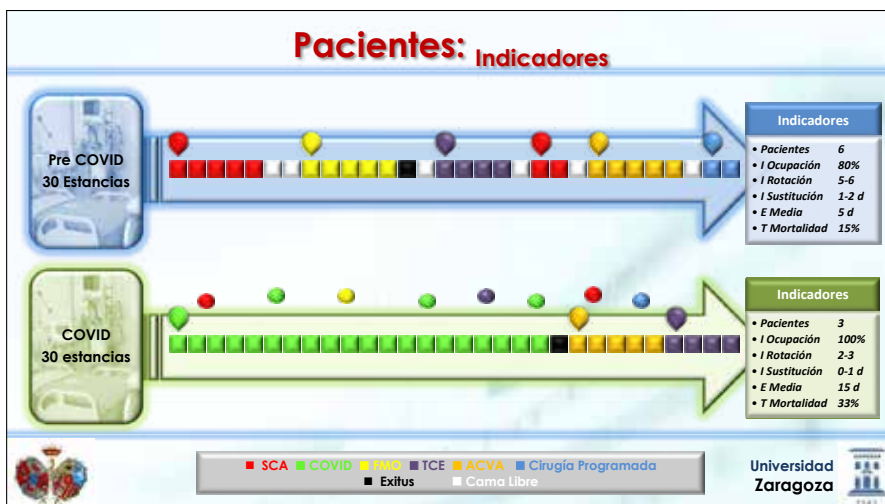 Pacientes: Indicadores
Pre COVID
30 Estancias
Indicadores
• Pacientes 6
• I Ocupación 80%
• I Rotación 5-6
• I Sustitución 1-2 d
• E Media 5 d
• T Mortalidad 15%
COVID
30 estancias
Indicadores
• Pacientes 3
• I Ocupación 100%
• I Rotación 2-3
• I Sustitución 0-1 d
• E Media 15 d
• T Mortalidad 33%
SCA COVID FMO TCE ACVA Cirugía Programada
Exitus Cama Libre
Universidad
Zaragoza